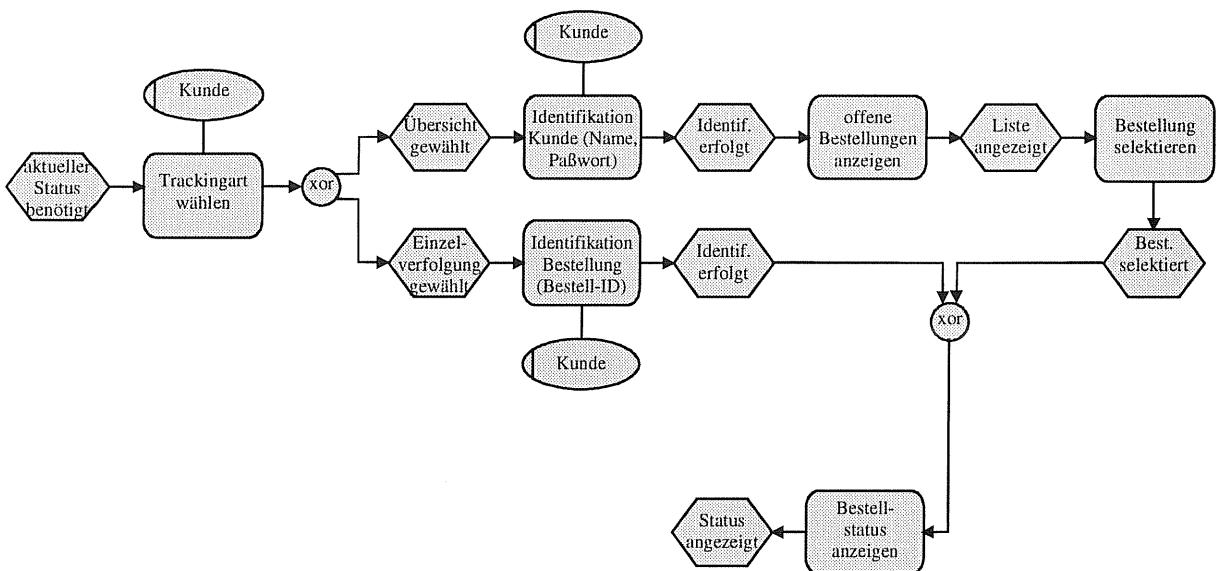 Kunde
Kunde
aktueller
Status
benötigt
Trackingart
wählen
xor
Übersicht
gewählt
Identifikation
Kunde (Name,
Paßwort)
Identif.
erfolgt
offene
Bestellungen
anzeigen
Liste
angezeigt
Bestellung
selektieren
Einzel-
verfolgung
gewählt
Identifikation
Bestellung
(Bestell-ID)
Identif.
erfolgt
Best.
selektiert
xor
Kunde
Status
angezeigt
Bestell-
status
anzeigen